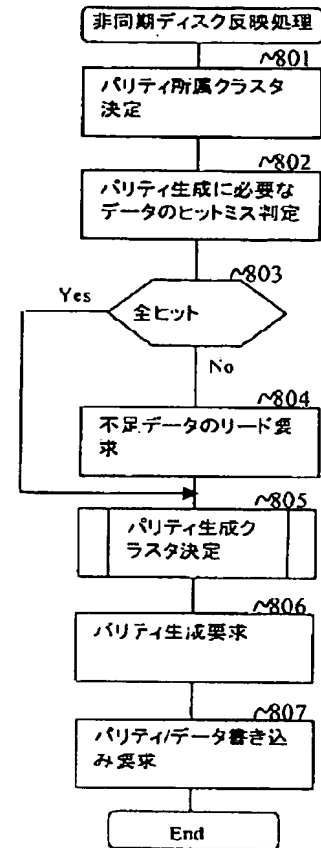 非同期ディスク反映処理
~801
パリティ所属クラスタ
決定
~802
パリティ生成に必要な
データのヒットミス判定
~803
Yes
全ヒット
No
~804
不足データのリード要
求
~805
パリティ生成ク
ラスタ決定
~806
パリティ生成要求
~807
パリティ/データ書き込
み要求
End